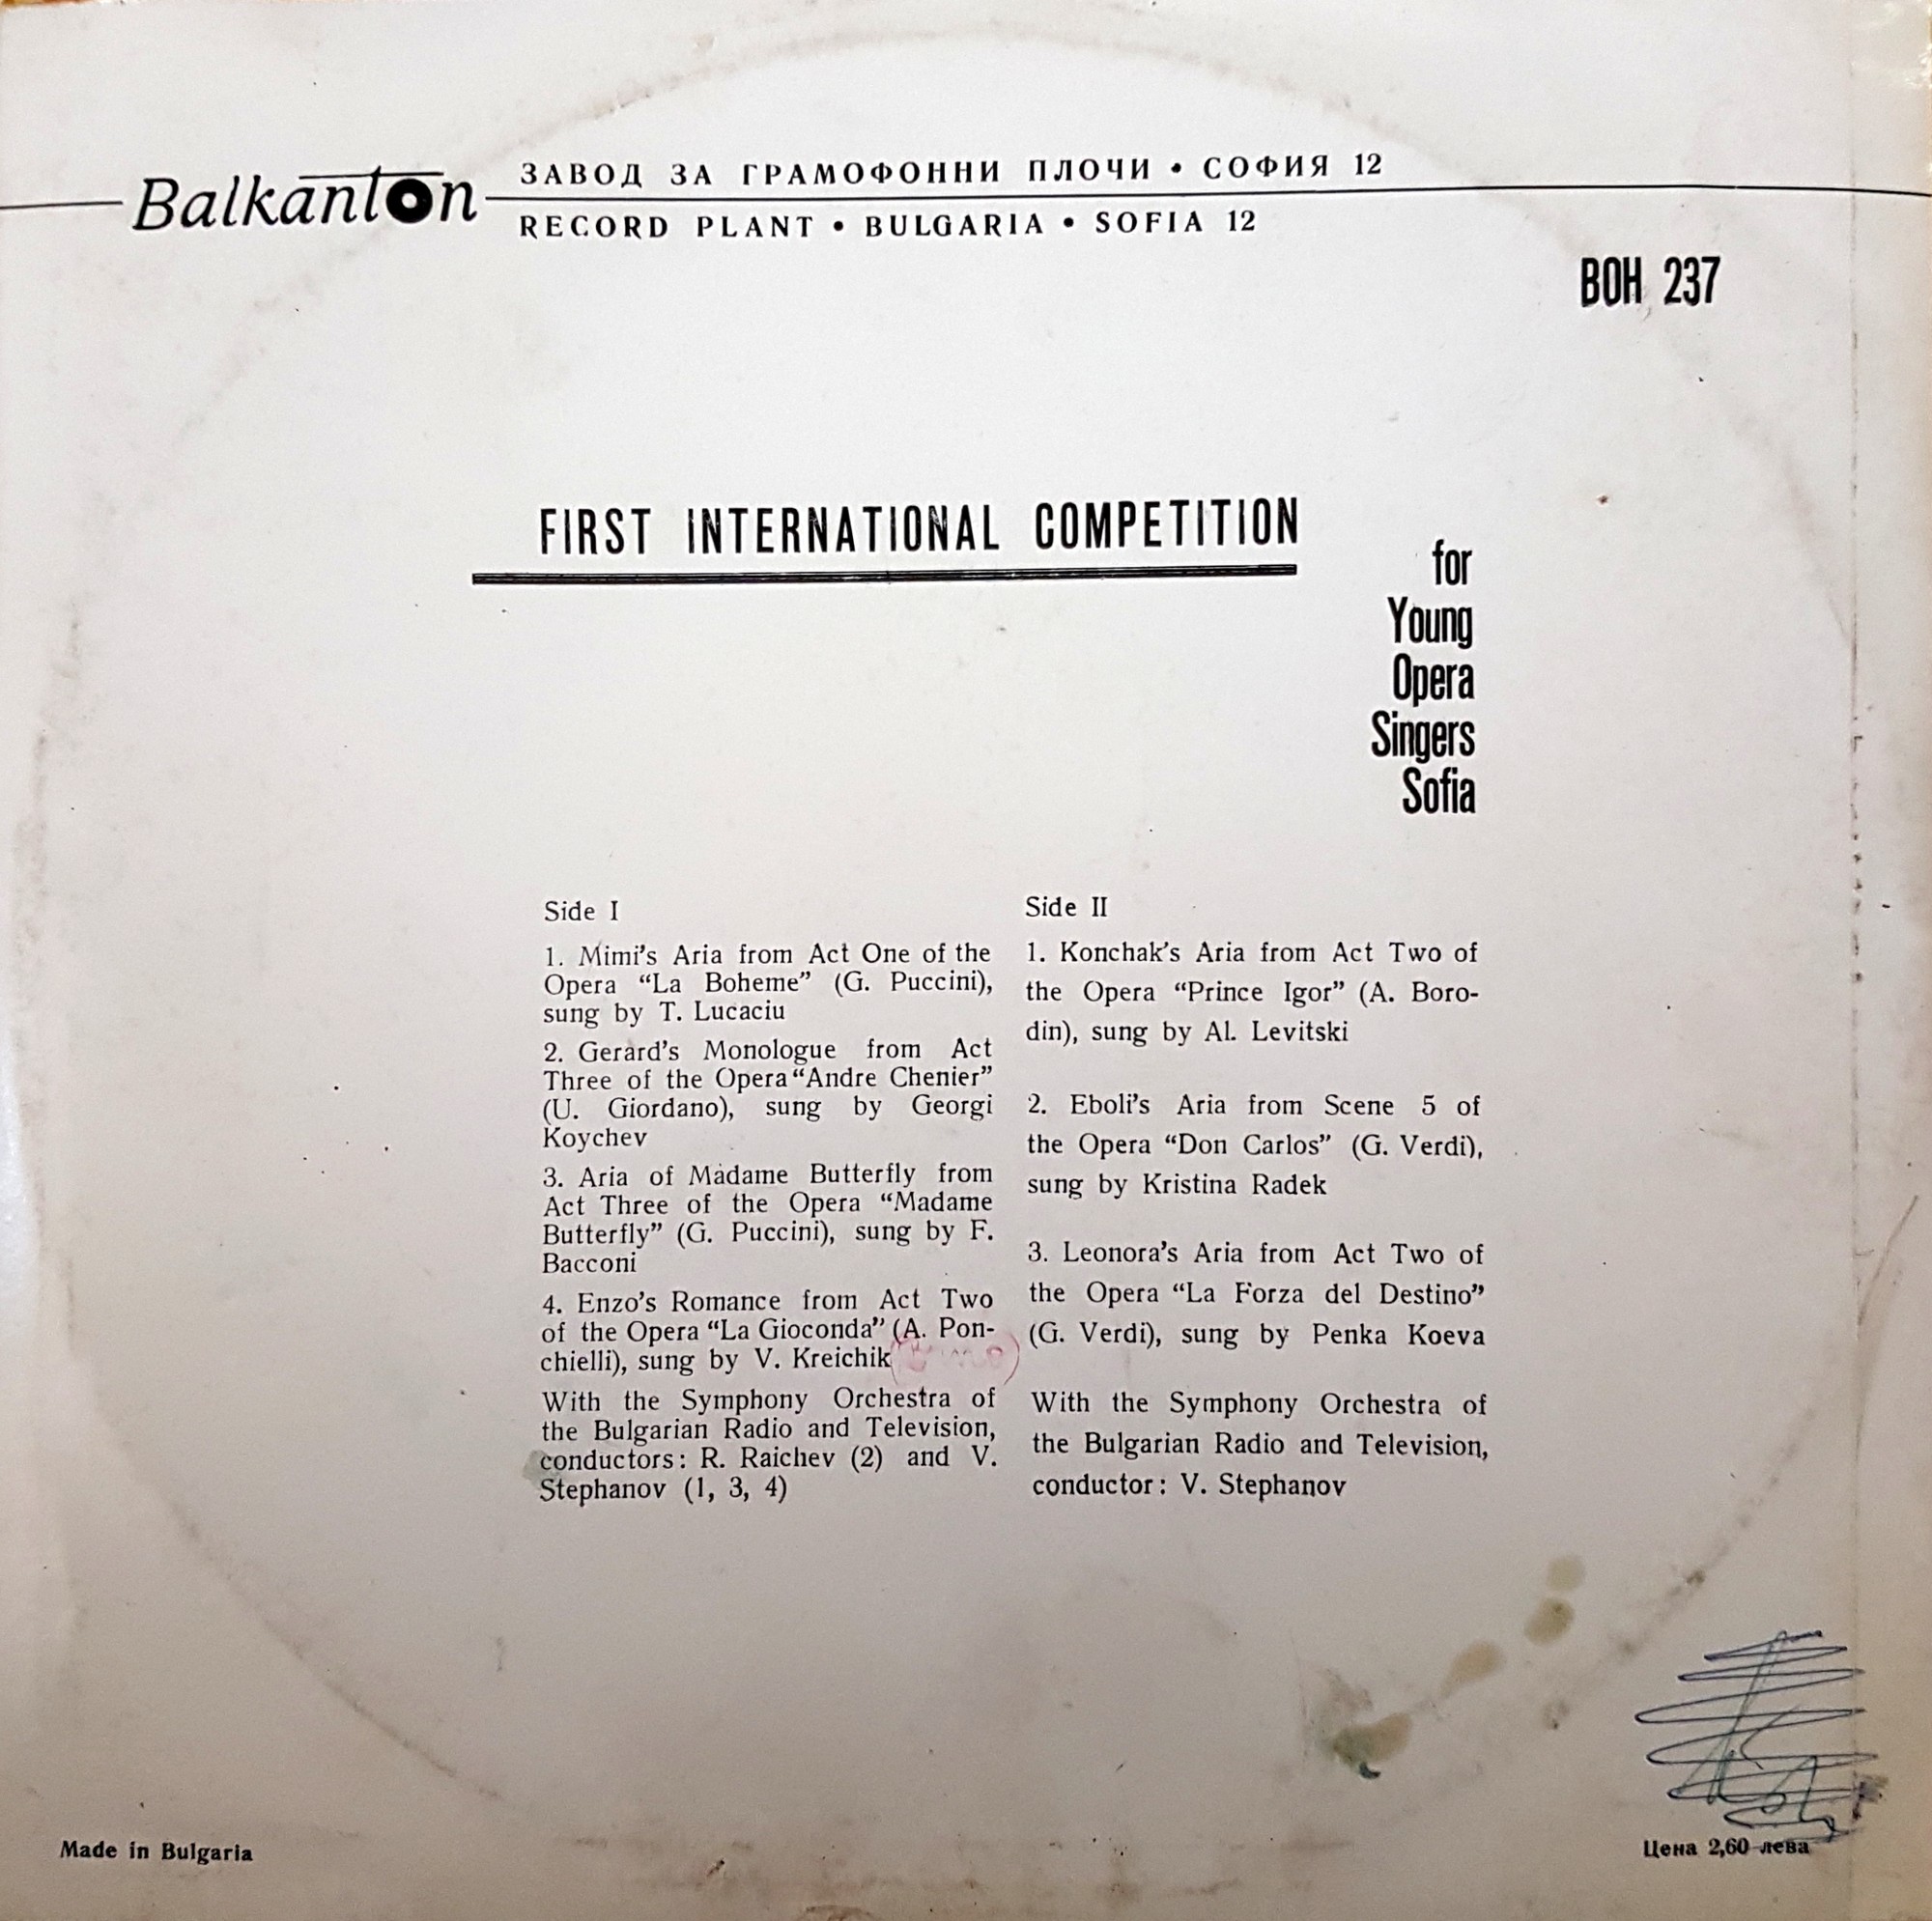 Balkanton
ЗАВОД ЗА ГРАМОФОННИ ПЛОЧИ • СОФИЯ 12
RECORD PLANT • BULGARIA • SOFIA 12
BOH 237
FIRST INTERNATIONAL COMPETITION
for
Young
Opera
Singers
Sofia
Side I
1. Mimi's Aria from Act One of the
Opera “La Boheme” (G. Puccini),
sung by T. Lucaciu
2. Gerard's Monologue from Act
Three of the Opera “Andre Chenier”
(U. Giordano), sung by Georgi
Koychev
3. Aria of Madame Butterfly from
Act Three of the Opera “Madame
Butterfly” (G. Puccini), sung by F.
Bacconi
4. Enzo's Romance from Act Two
of the Opera “La Gioconda” (A. Pon-
chielli), sung by V. Kreichik
With the Symphony Orchestra of
the Bulgarian Radio and Television,
conductors: R. Raichev (2) and V.
Stephanov (1, 3, 4)
Side II
1. Konchak's Aria from Act Two of
the Opera “Prince Igor” (A. Boro-
din), sung by Al. Levitski
2. Eboli's Aria from Scene 5 of
the Opera “Don Carlos” (G. Verdi),
sung by Kristina Radek
3. Leonora's Aria from Act Two of
the Opera “La Forza del Destino”
(G. Verdi), sung by Penka Koeva
With the Symphony Orchestra of
the Bulgarian Radio and Television,
conductor: V. Stephanov
Made in Bulgaria
Цена 2,60 лева